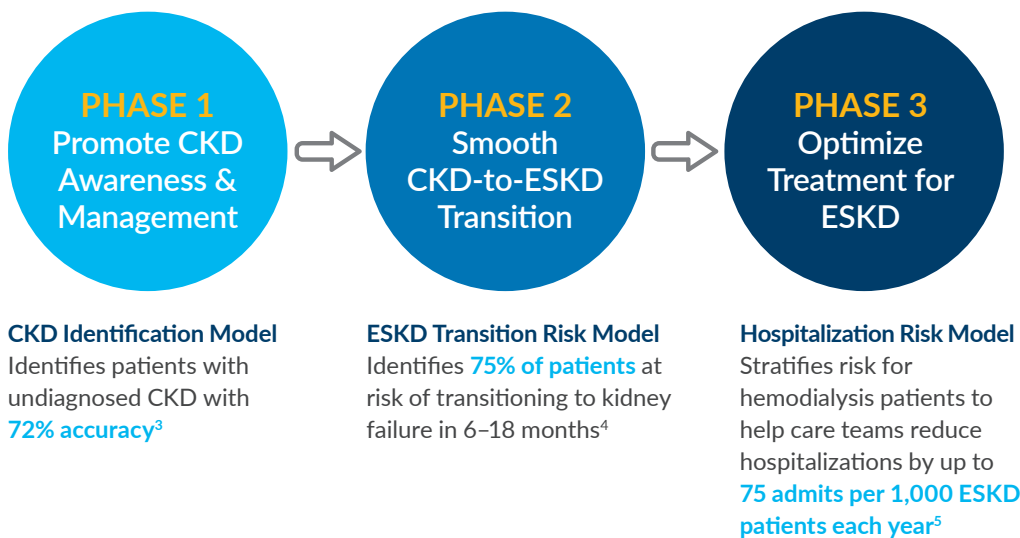 PHASE 1
Promote CKD
Awareness &
Management
PHASE 2
Smooth
CKD-to-ESKD
Transition
PHASE 3
Optimize
Treatment for
ESKD
CKD Identification Model
Identifies patients with
undiagnosed CKD with
72% accuracy³
ESKD Transition Risk Model
Identifies 75% of patients at
risk of transitioning to kidney
failure in 6–18 months⁴
Hospitalization Risk Model
Stratifies risk for
hemodialysis patients to
help care teams reduce
hospitalizations by up to
75 admits per 1,000 ESKD
patients each year⁵